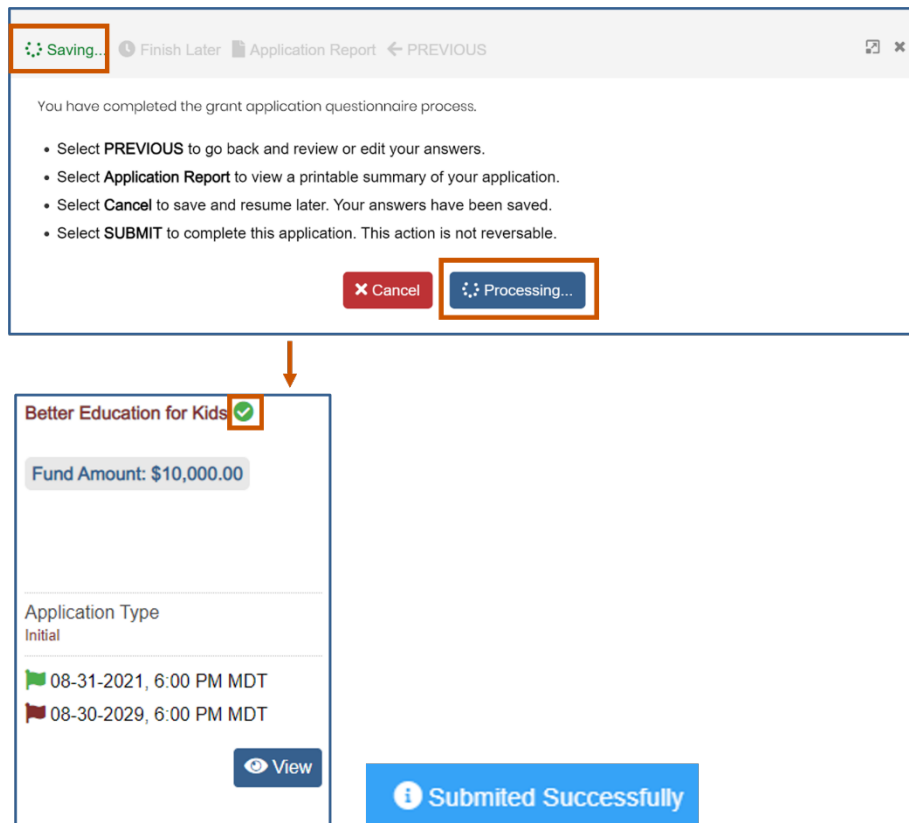 Saving... Finish Later Application Report PREVIOUS
You have completed the grant application questionnaire process.
Select PREVIOUS to go back and review or edit your answers.
Select Application Report to view a printable summary of your application.
Select Cancel to save and resume later. Your answers have been saved.
Select SUBMIT to complete this application. This action is not reversable.
Cancel Processing...
Better Education for Kids
Fund Amount: $10,000.00
Application Type
Initial
08-31-2021, 6:00 PM MDT
08-30-2029, 6:00 PM MDT
View
Submited Successfully